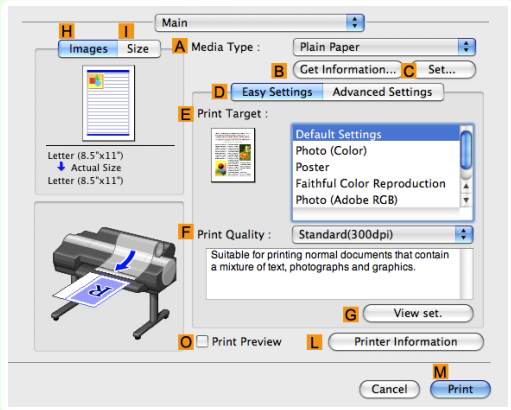 Main
H I
Images Size
A Media Type : Plain Paper
B Get Information... C Set...
D Easy Settings Advanced Settings
E Print Target :
Default Settings
Photo (Color)
Poster
Faithful Color Reproduction
Photo (Adobe RGB)
Letter (8.5"x11")
Actual Size
Letter (8.5"x11")
F Print Quality : Standard(300dpi)
Suitable for printing normal documents that contain
a mixture of text, photographs and graphics.
G View set.
O Print Preview L Printer Information
M
Cancel Print